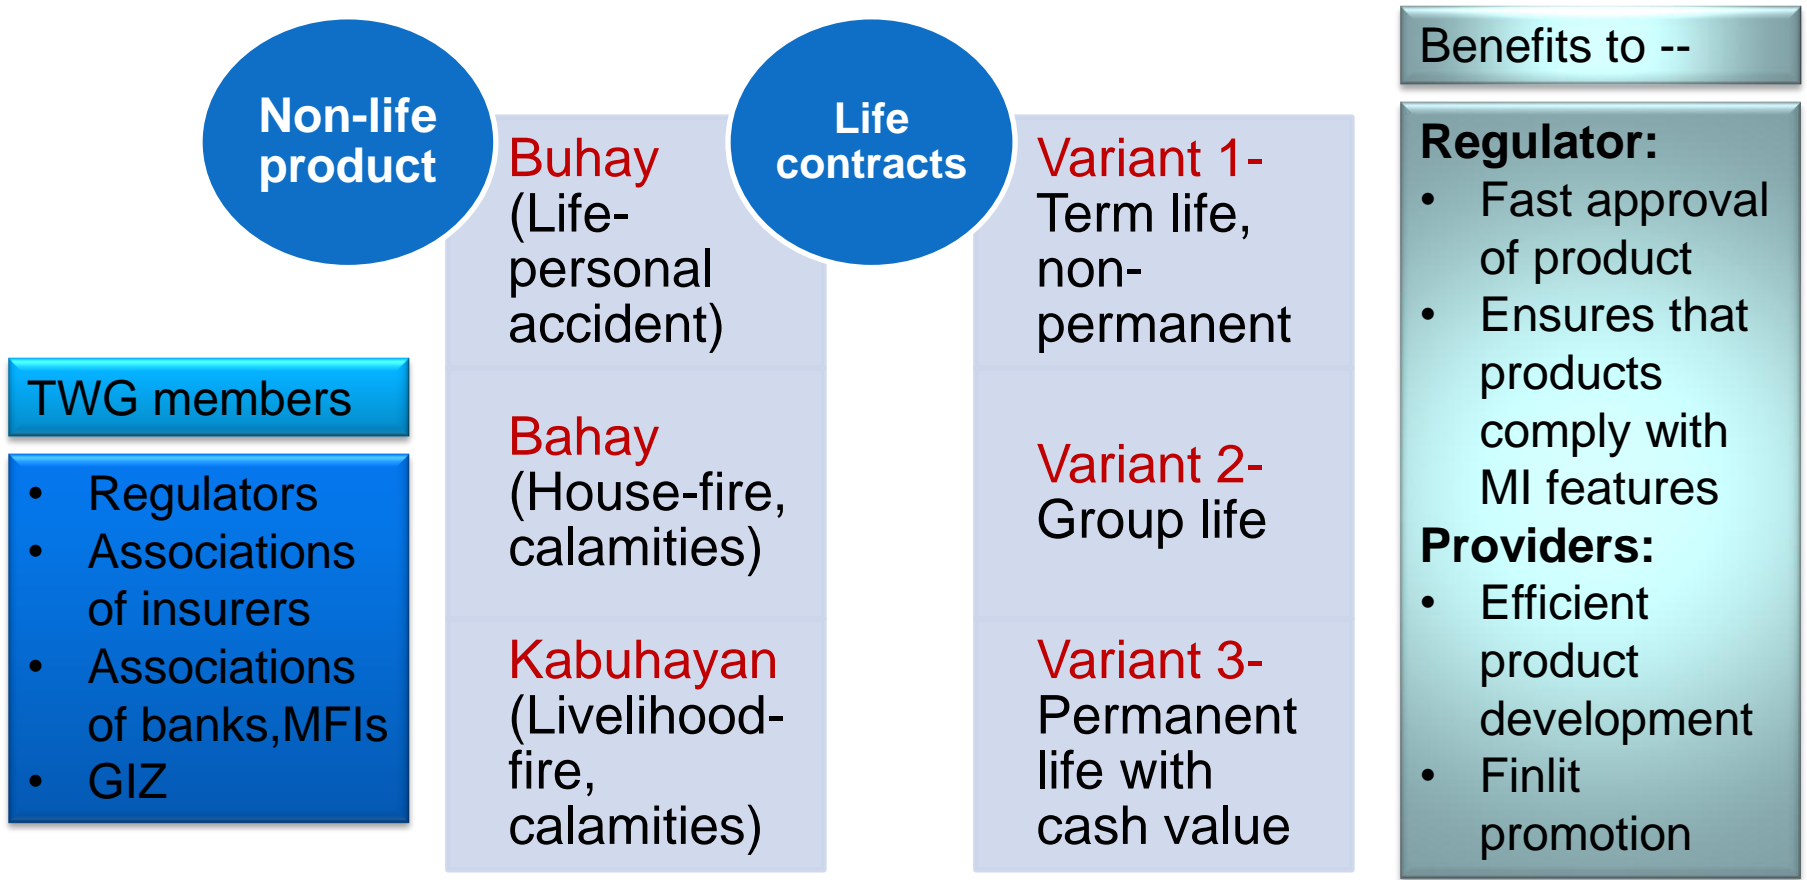 Non-life
product
Buhay
(Life-
personal
accident)
Bahay
(House-fire,
calamities)
Kabuhayan
(Livelihood-
fire,
calamities)
Life
contracts
Variant 1-
Term life,
non-
permanent
Variant 2-
Group life
Variant 3-
Permanent
life with
cash value
TWG members
• Regulators
• Associations
of insurers
• Associations
of banks,MFIs
• GIZ
Benefits to --
Regulator:
• Fast approval
of product
• Ensures that
products
comply with
MI features
Providers:
• Efficient
product
development
• Finlit
promotion